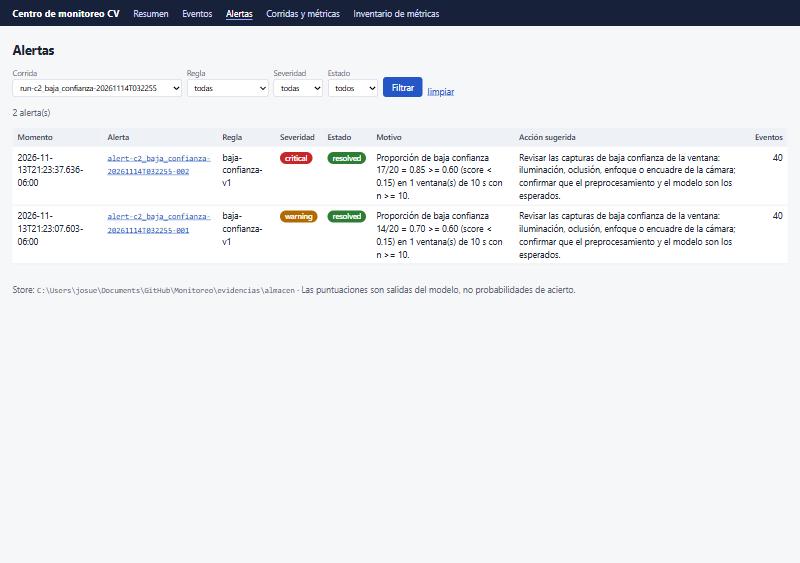 Centro de monitoreo CV Resumen Eventos Alertas Corridas y métricas Inventario de métricas
Alertas
Corrida Regla Severidad Estado
run-c2_baja_confianza-20261114T032255 todas todas todos Filtrar limpiar
2 alerta(s)
Momento Alerta Regla Severidad Estado Motivo Acción sugerida Eventos
2026-11-
13T21:23:37.636-
06:00
alert-c2_baja_confianza-
20261114T032255-002
baja-
confianza-
v1
critical
resolved
Proporción de baja confianza
17/20 = 0.85 >= 0.60 (score <
0.15) en 1 ventana(s) de 10 s con
n >= 10.
Revisar las capturas de baja confianza de la ventana:
iluminación, oclusión, enfoque o encuadre de la cámara;
confirmar que el preprocesamiento y el modelo son los
esperados.
40
2026-11-
13T21:23:07.603-
06:00
alert-c2_baja_confianza-
20261114T032255-001
baja-
confianza-
v1
warning
resolved
Proporción de baja confianza
14/20 = 0.70 >= 0.60 (score <
0.15) en 1 ventana(s) de 10 s con
n >= 10.
Revisar las capturas de baja confianza de la ventana:
iluminación, oclusión, enfoque o encuadre de la cámara;
confirmar que el preprocesamiento y el modelo son los
esperados.
40
Store: C:\Users\josue\Documents\GitHub\Monitoreo\evidencias\almacen · Las puntuaciones son salidas del modelo, no probabilidades de acierto.